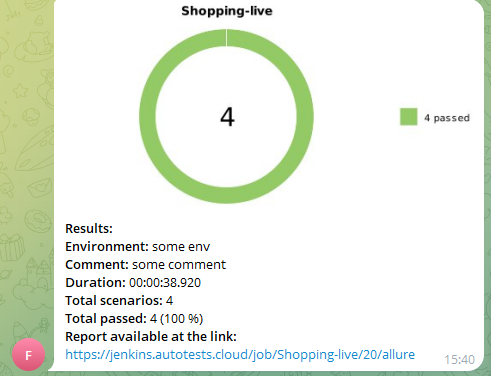 Shopping-live
4
4 passed
Results:
Environment: some env
Comment: some comment
Duration: 00:00:38.920
Total scenarios: 4
Total passed: 4 (100 %)
Report available at the link:
https://jenkins.autotests.cloud/job/Shopping-live/20/allure
F
15:40